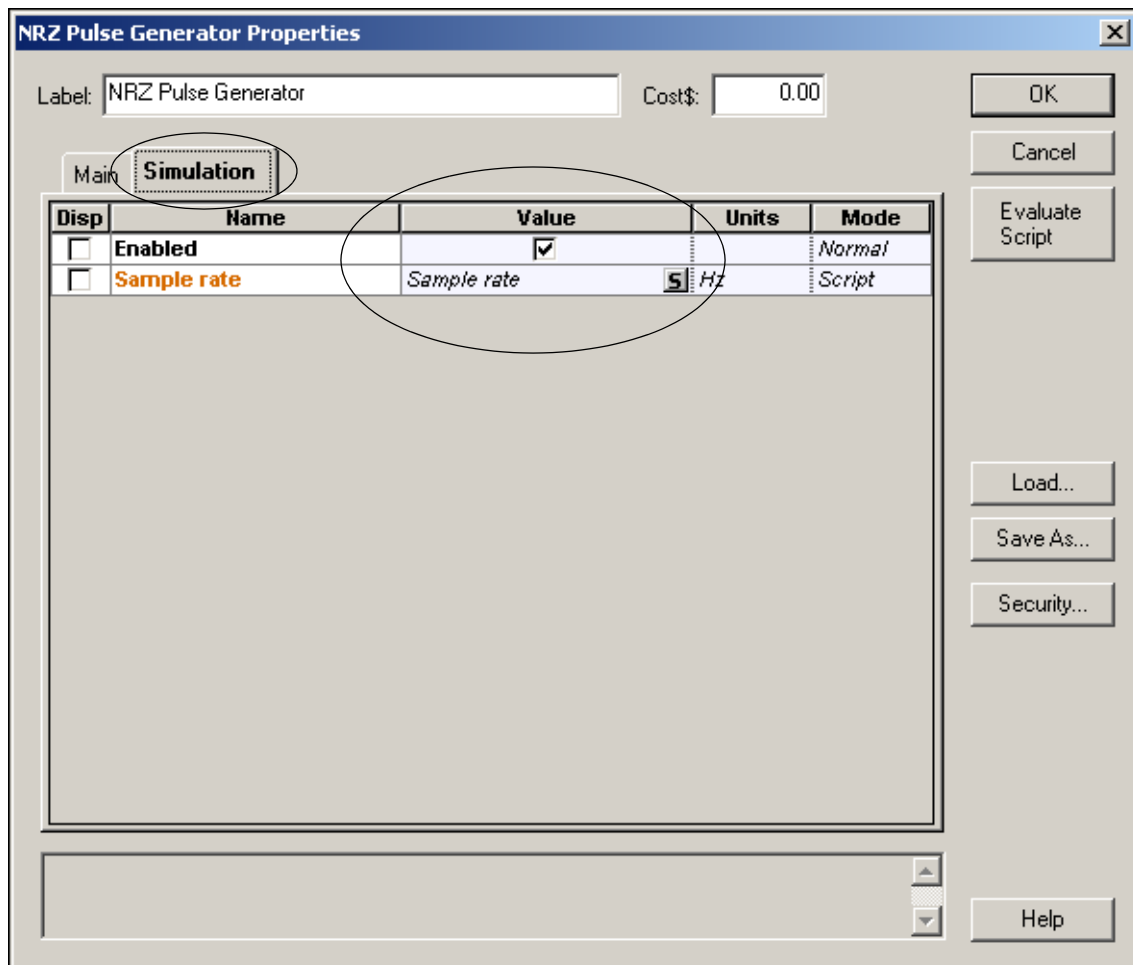 NRZ Pulse Generator Properties
Label: NRZ Pulse Generator Cost$: 0.00
OK
Cancel
Evaluate
Script
Main Simulation
Disp Name Value Units Mode
Enabled Normal
Sample rate Sample rate S Hz Script
Load...
Save As...
Security...
Help